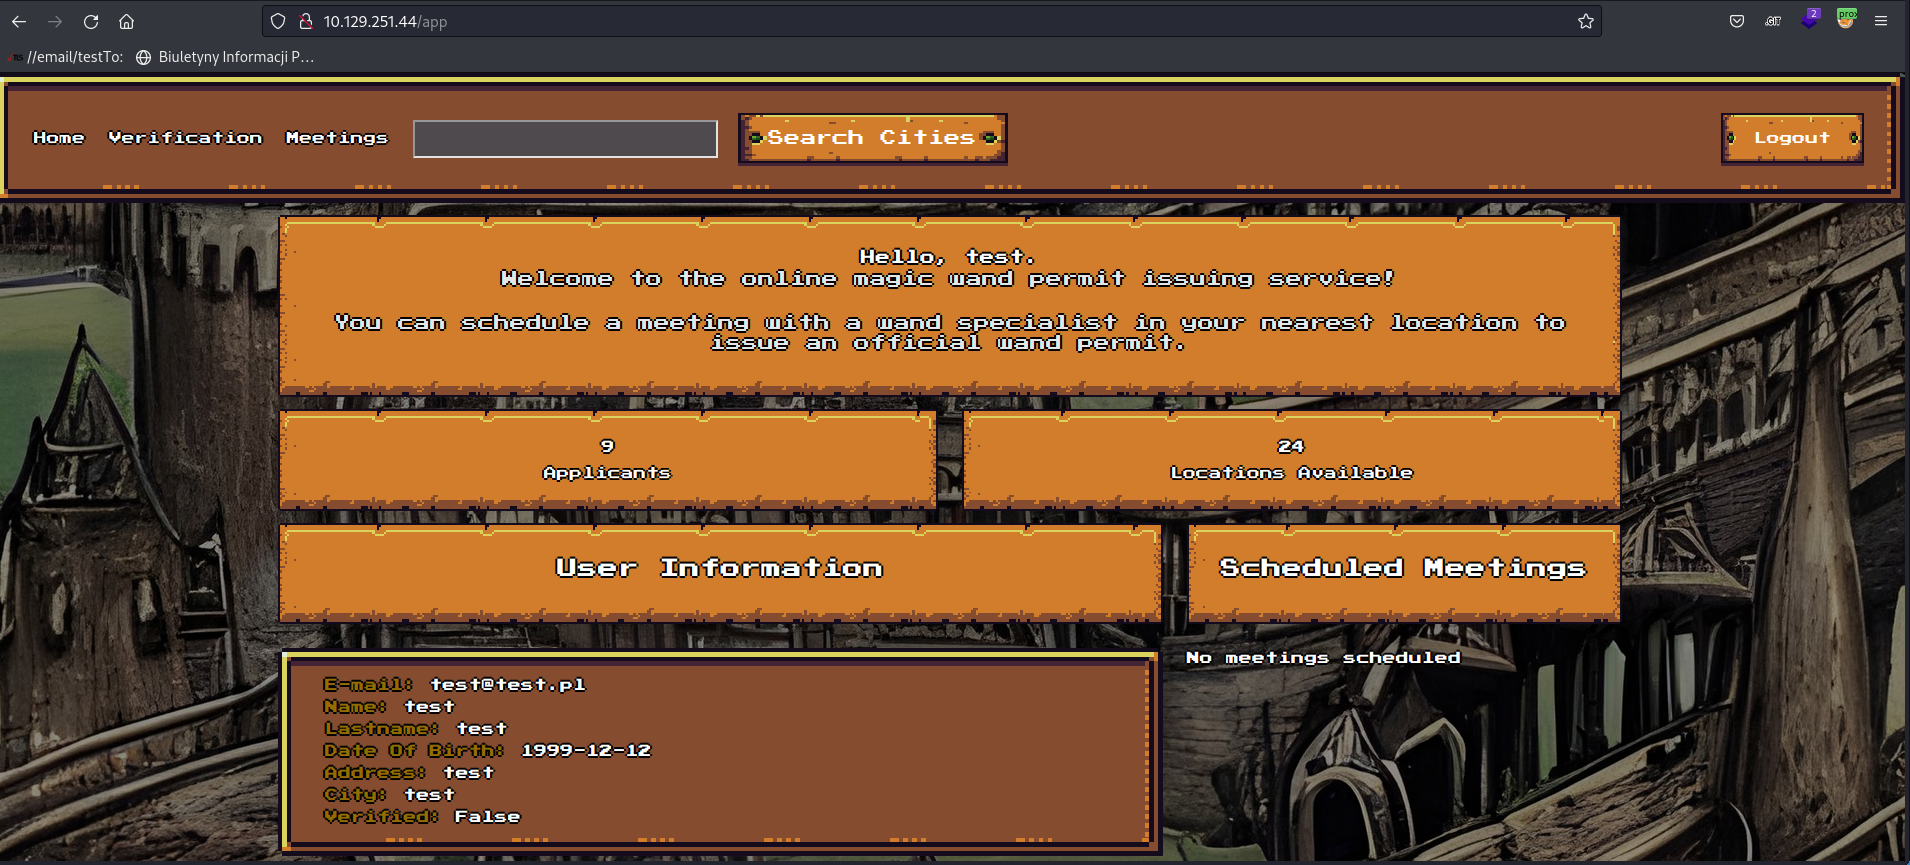 10.129.251.44/app
.GIT
2
//email/testTo:
Biuletyny Informacji P…
Home Verification Meetings Search Cities Logout
Hello, test.
Welcome to the online magic wand permit issuing service!
You can schedule a meeting with a wand specialist in your nearest location to
issue an official wand permit.
9
Applicants
24
Locations Available
User Information
Scheduled Meetings
No meetings scheduled
E-mail: test@test.pl
Name: test
Lastname: test
Date Of Birth: 1999-12-12
Address: test
City: test
Verified: False